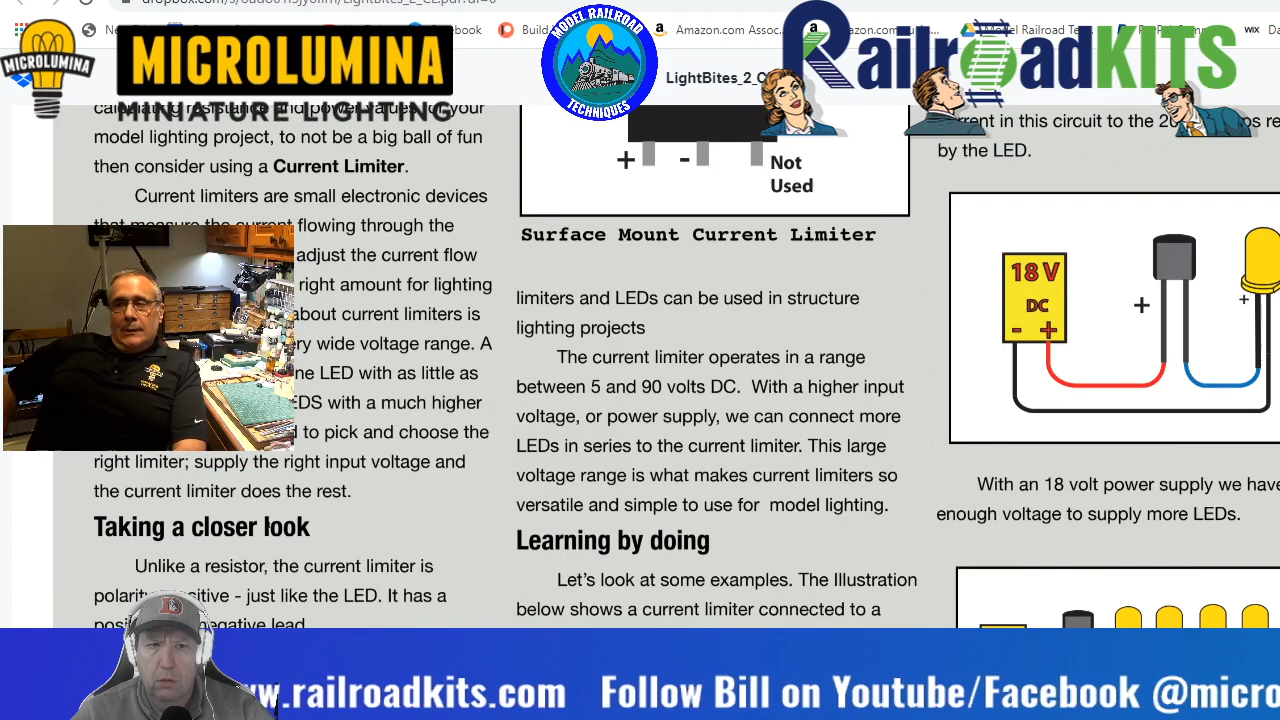 MICROLUMINA
MICROLUMINA
MINIATURE LIGHTING
MODEL RAILROAD
TECHNIQUES
RailroadKITS
Facebook
Amazon.com Assoc...
LightBites_2_C
model lighting project, to not be a big ball of fun
then consider using a Current Limiter.
Current limiters are small electronic devices
that measure the current flowing through the
adjust the current flow
right amount for lighting
about current limiters is
wide voltage range. A
one LED with as little as
LEDS with a much higher
to pick and choose the
right limiter; supply the right input voltage and
the current limiter does the rest.
Taking a closer look
Unlike a resistor, the current limiter is
just like the LED. It has a
negative lead
+ - Not
Used
Surface Mount Current Limiter
limiters and LEDs can be used in structure
lighting projects
The current limiter operates in a range
between 5 and 90 volts DC. With a higher input
voltage, or power supply, we can connect more
LEDs in series to the current limiter. This large
voltage range is what makes current limiters so
versatile and simple to use for model lighting.
Learning by doing
Let's look at some examples. The Illustration
below shows a current limiter connected to a
in this circuit to the
by the LED.
18 V
DC
- +
+
+
With an 18 volt power supply we have
enough voltage to supply more LEDs.
.railroadkits.com Follow Bill on Youtube/Facebook @micro